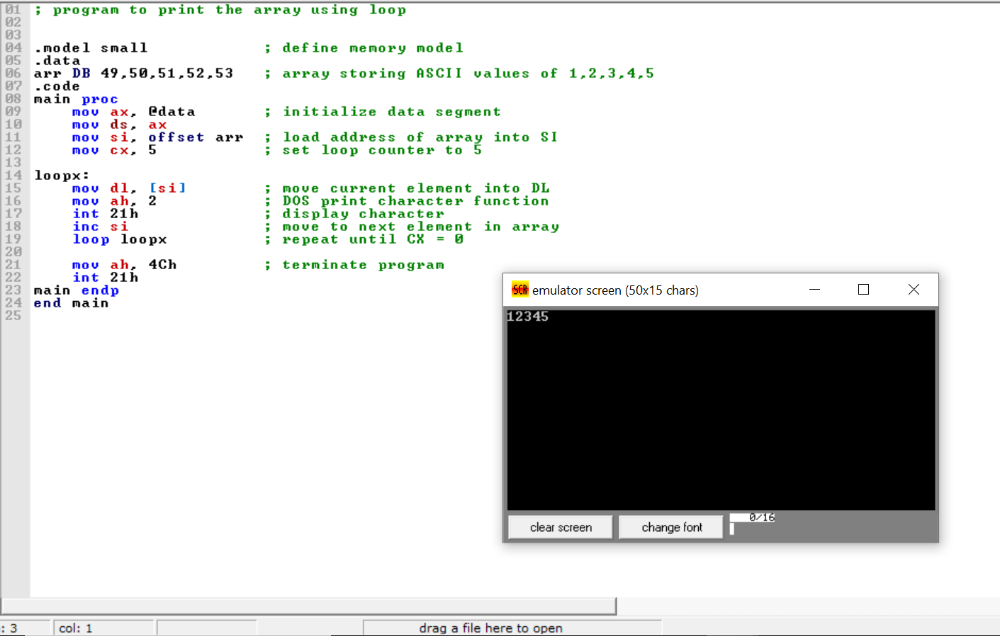 01 ; program to print the array using loop
02
03
04 .model small ; define memory model
05 .data
06 arr DB 49,50,51,52,53 ; array storing ASCII values of 1,2,3,4,5
07 .code
08 main proc
09 mov ax, @data ; initialize data segment
10 mov ds, ax
11 mov si, offset arr ; load address of array into SI
12 mov cx, 5 ; set loop counter to 5
13
14 loopx:
15 mov dl, [si] ; move current element into DL
16 mov ah, 2 ; DOS print character function
17 int 21h ; display character
18 inc si ; move to next element in array
19 loop loopx ; repeat until CX = 0
20
21 mov ah, 4Ch ; terminate program
22 int 21h
23 main endp
24 end main
25
SCR emulator screen (50x15 chars)
12345
clear screen change font 0/16
: 3 col: 1 drag a file here to open